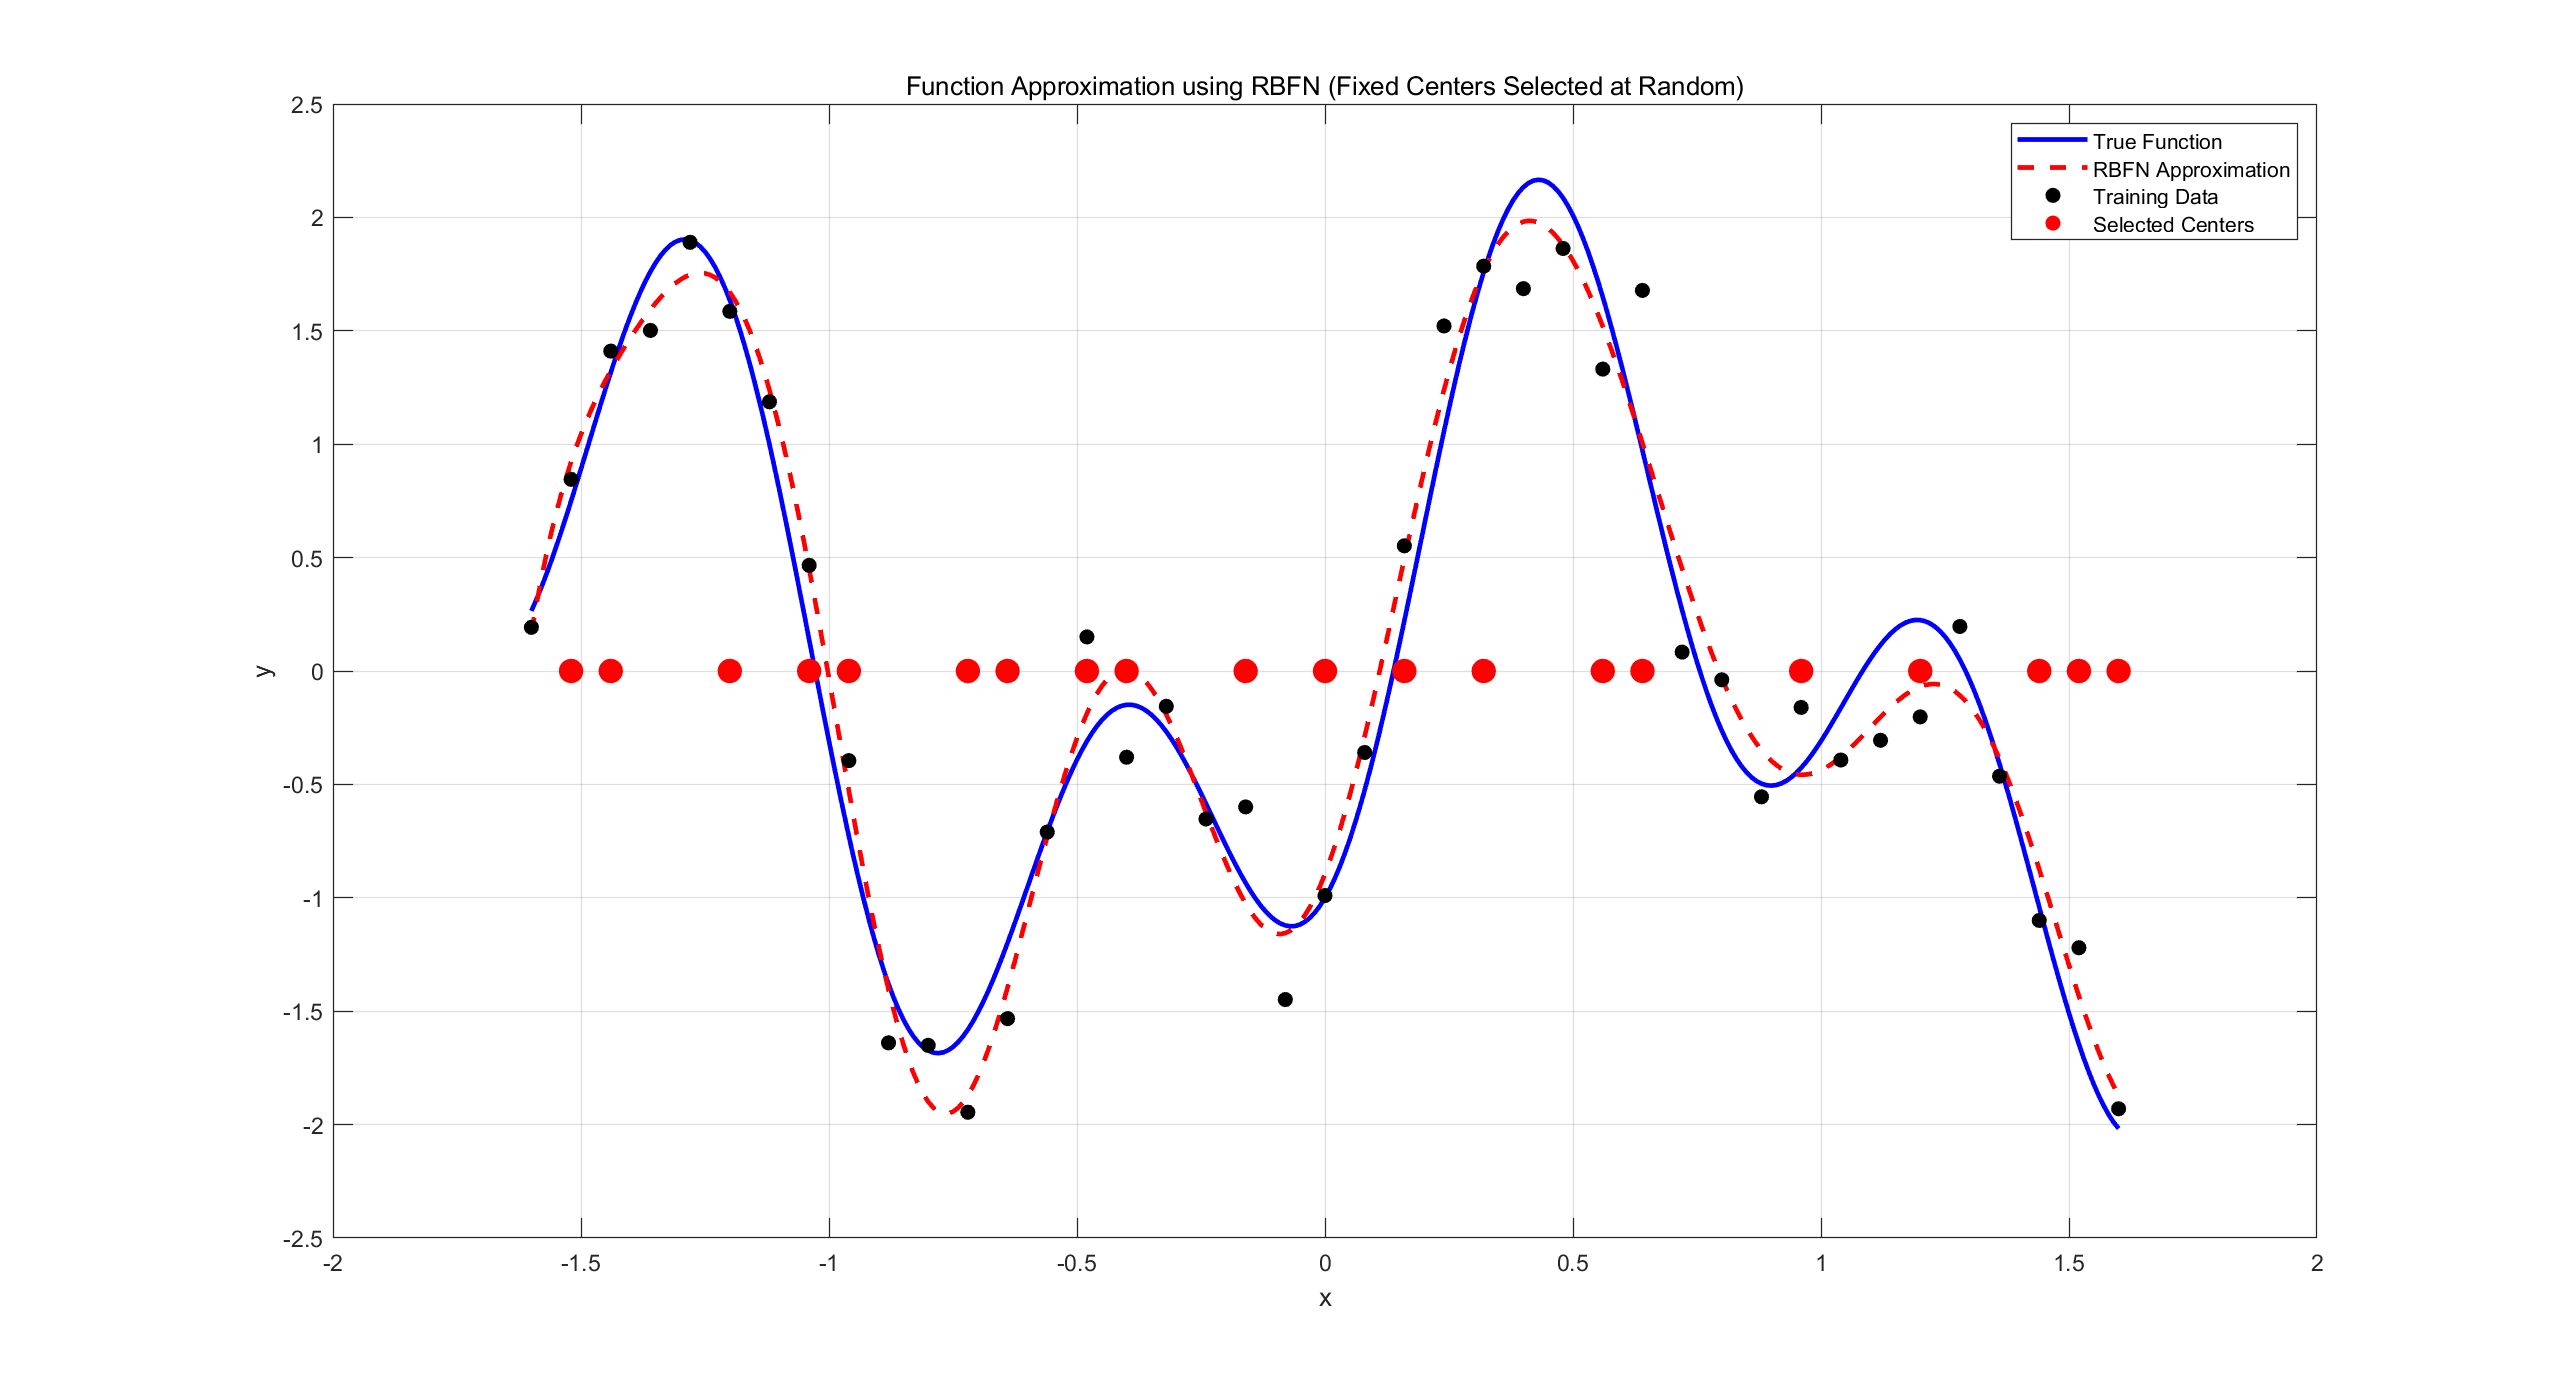 Function Approximation using RBFN (Fixed Centers Selected at Random)
2.5
True Function
RBFN Approximation
Training Data
Selected Centers
2
1.5
1
0.5
y
0
-0.5
-1
-1.5
-2
-2.5
-2 -1.5 -1 -0.5 0 0.5 1 1.5 2
x